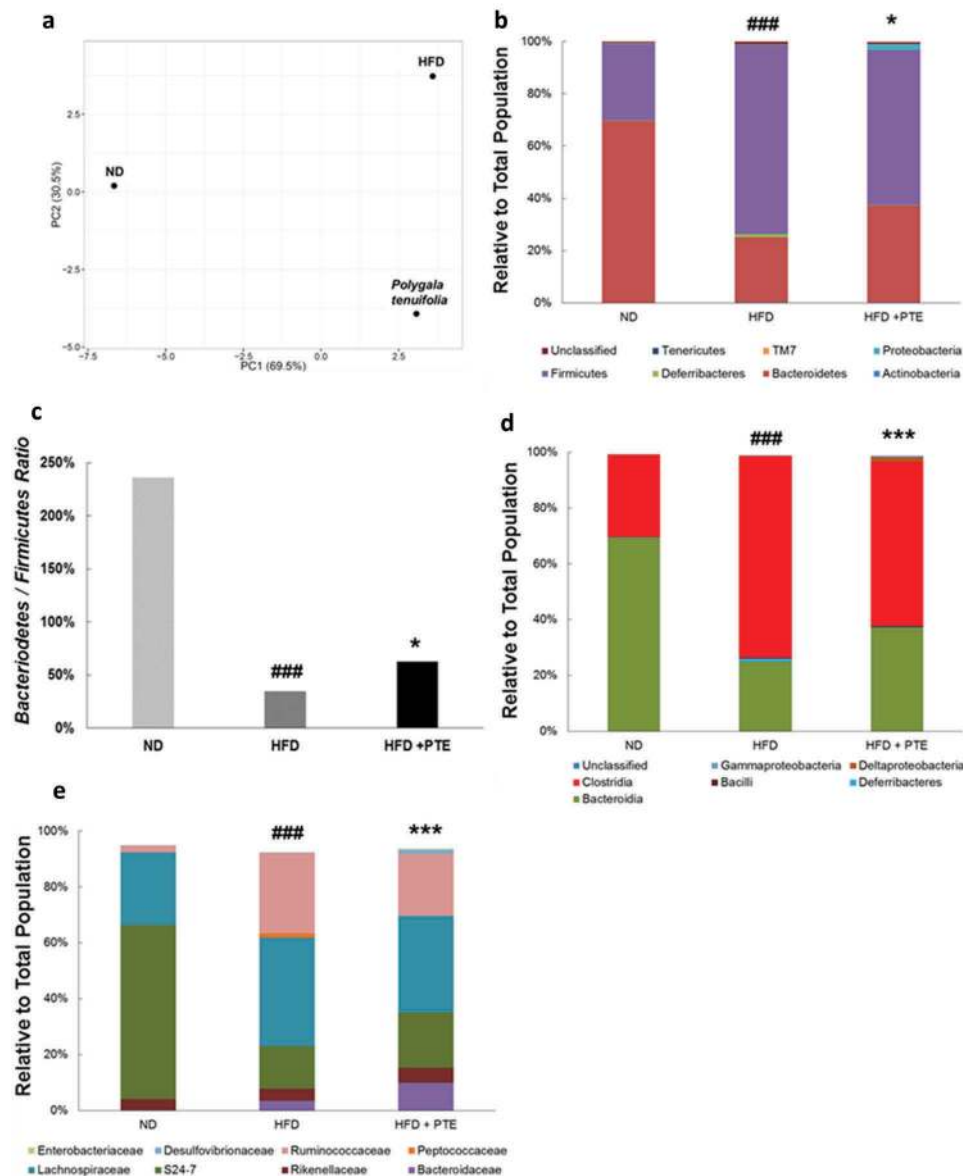 a
HFD
2.5
ND
0.0
PC2 (30.5%)
-2.5
Polygala
tenuifolia
-5.0
-7.5 -5.0 -2.5 0.0 2.5
PC1 (69.5%)
b
### *
100%
80%
60%
40%
20%
0%
Relative to Total Population
ND HFD HFD +PTE
Unclassified Tenericutes TM7 Proteobacteria
Firmicutes Deferribacteres Bacteroidetes Actinobacteria
c
250%
200%
150%
100%
50%
0%
Bacteriodetes / Firmicutes Ratio
### *
ND HFD HFD +PTE
d
### ***
100%
80%
60%
40%
20%
0%
Relative to Total Population
ND HFD HFD + PTE
Unclassified Gammaproteobacteria Deltaproteobacteria
Clostridia Bacilli Deferribacteres
Bacteroidia
e
### ***
100%
80%
60%
40%
20%
0%
Relative to Total Population
ND HFD HFD + PTE
Enterobacteriaceae Desulfovibrionaceae Ruminococcaceae Peptococcaceae
Lachnospiraceae S24-7 Rikenellaceae Bacteroidaceae